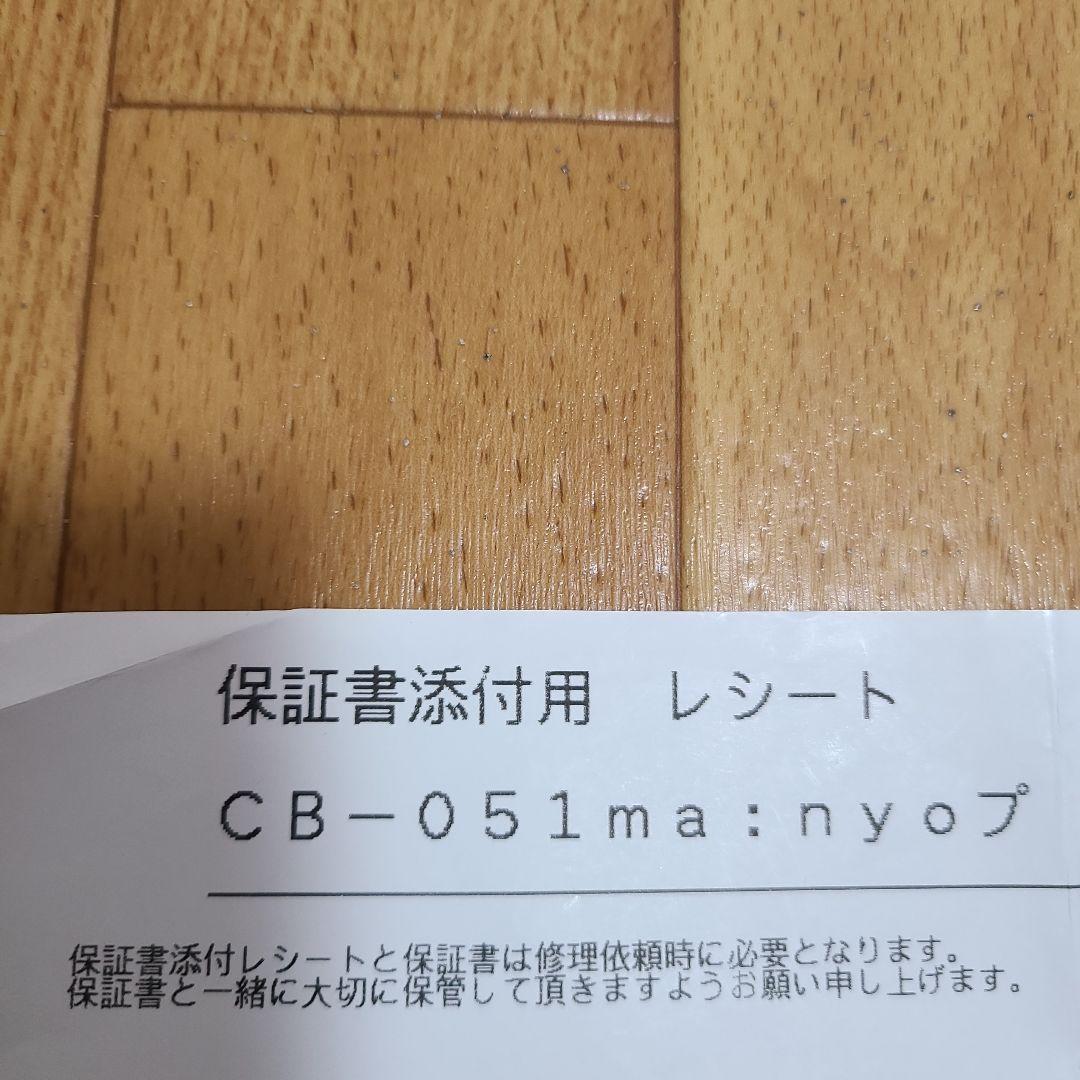 保証書添付用　レシート
ＣＢ－０５１ｍａ：ｎｙｏプ
保証書添付レシートと保証書は修理依頼時に必要となります。
保証書と一緒に大切に保管して頂きますようお願い申し上げます。